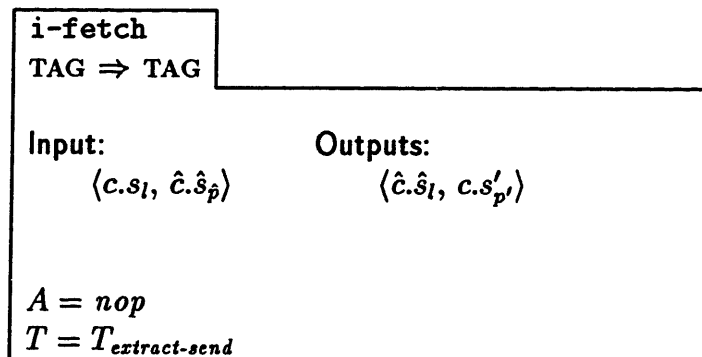 i-fetch
TAG ⇒ TAG
Input: Outputs:
⟨c.s_l, ĉ.ŝ_p̂⟩ ⟨ĉ.ŝ_l, c.s′_p′⟩
A = nop
T = T_extract-send